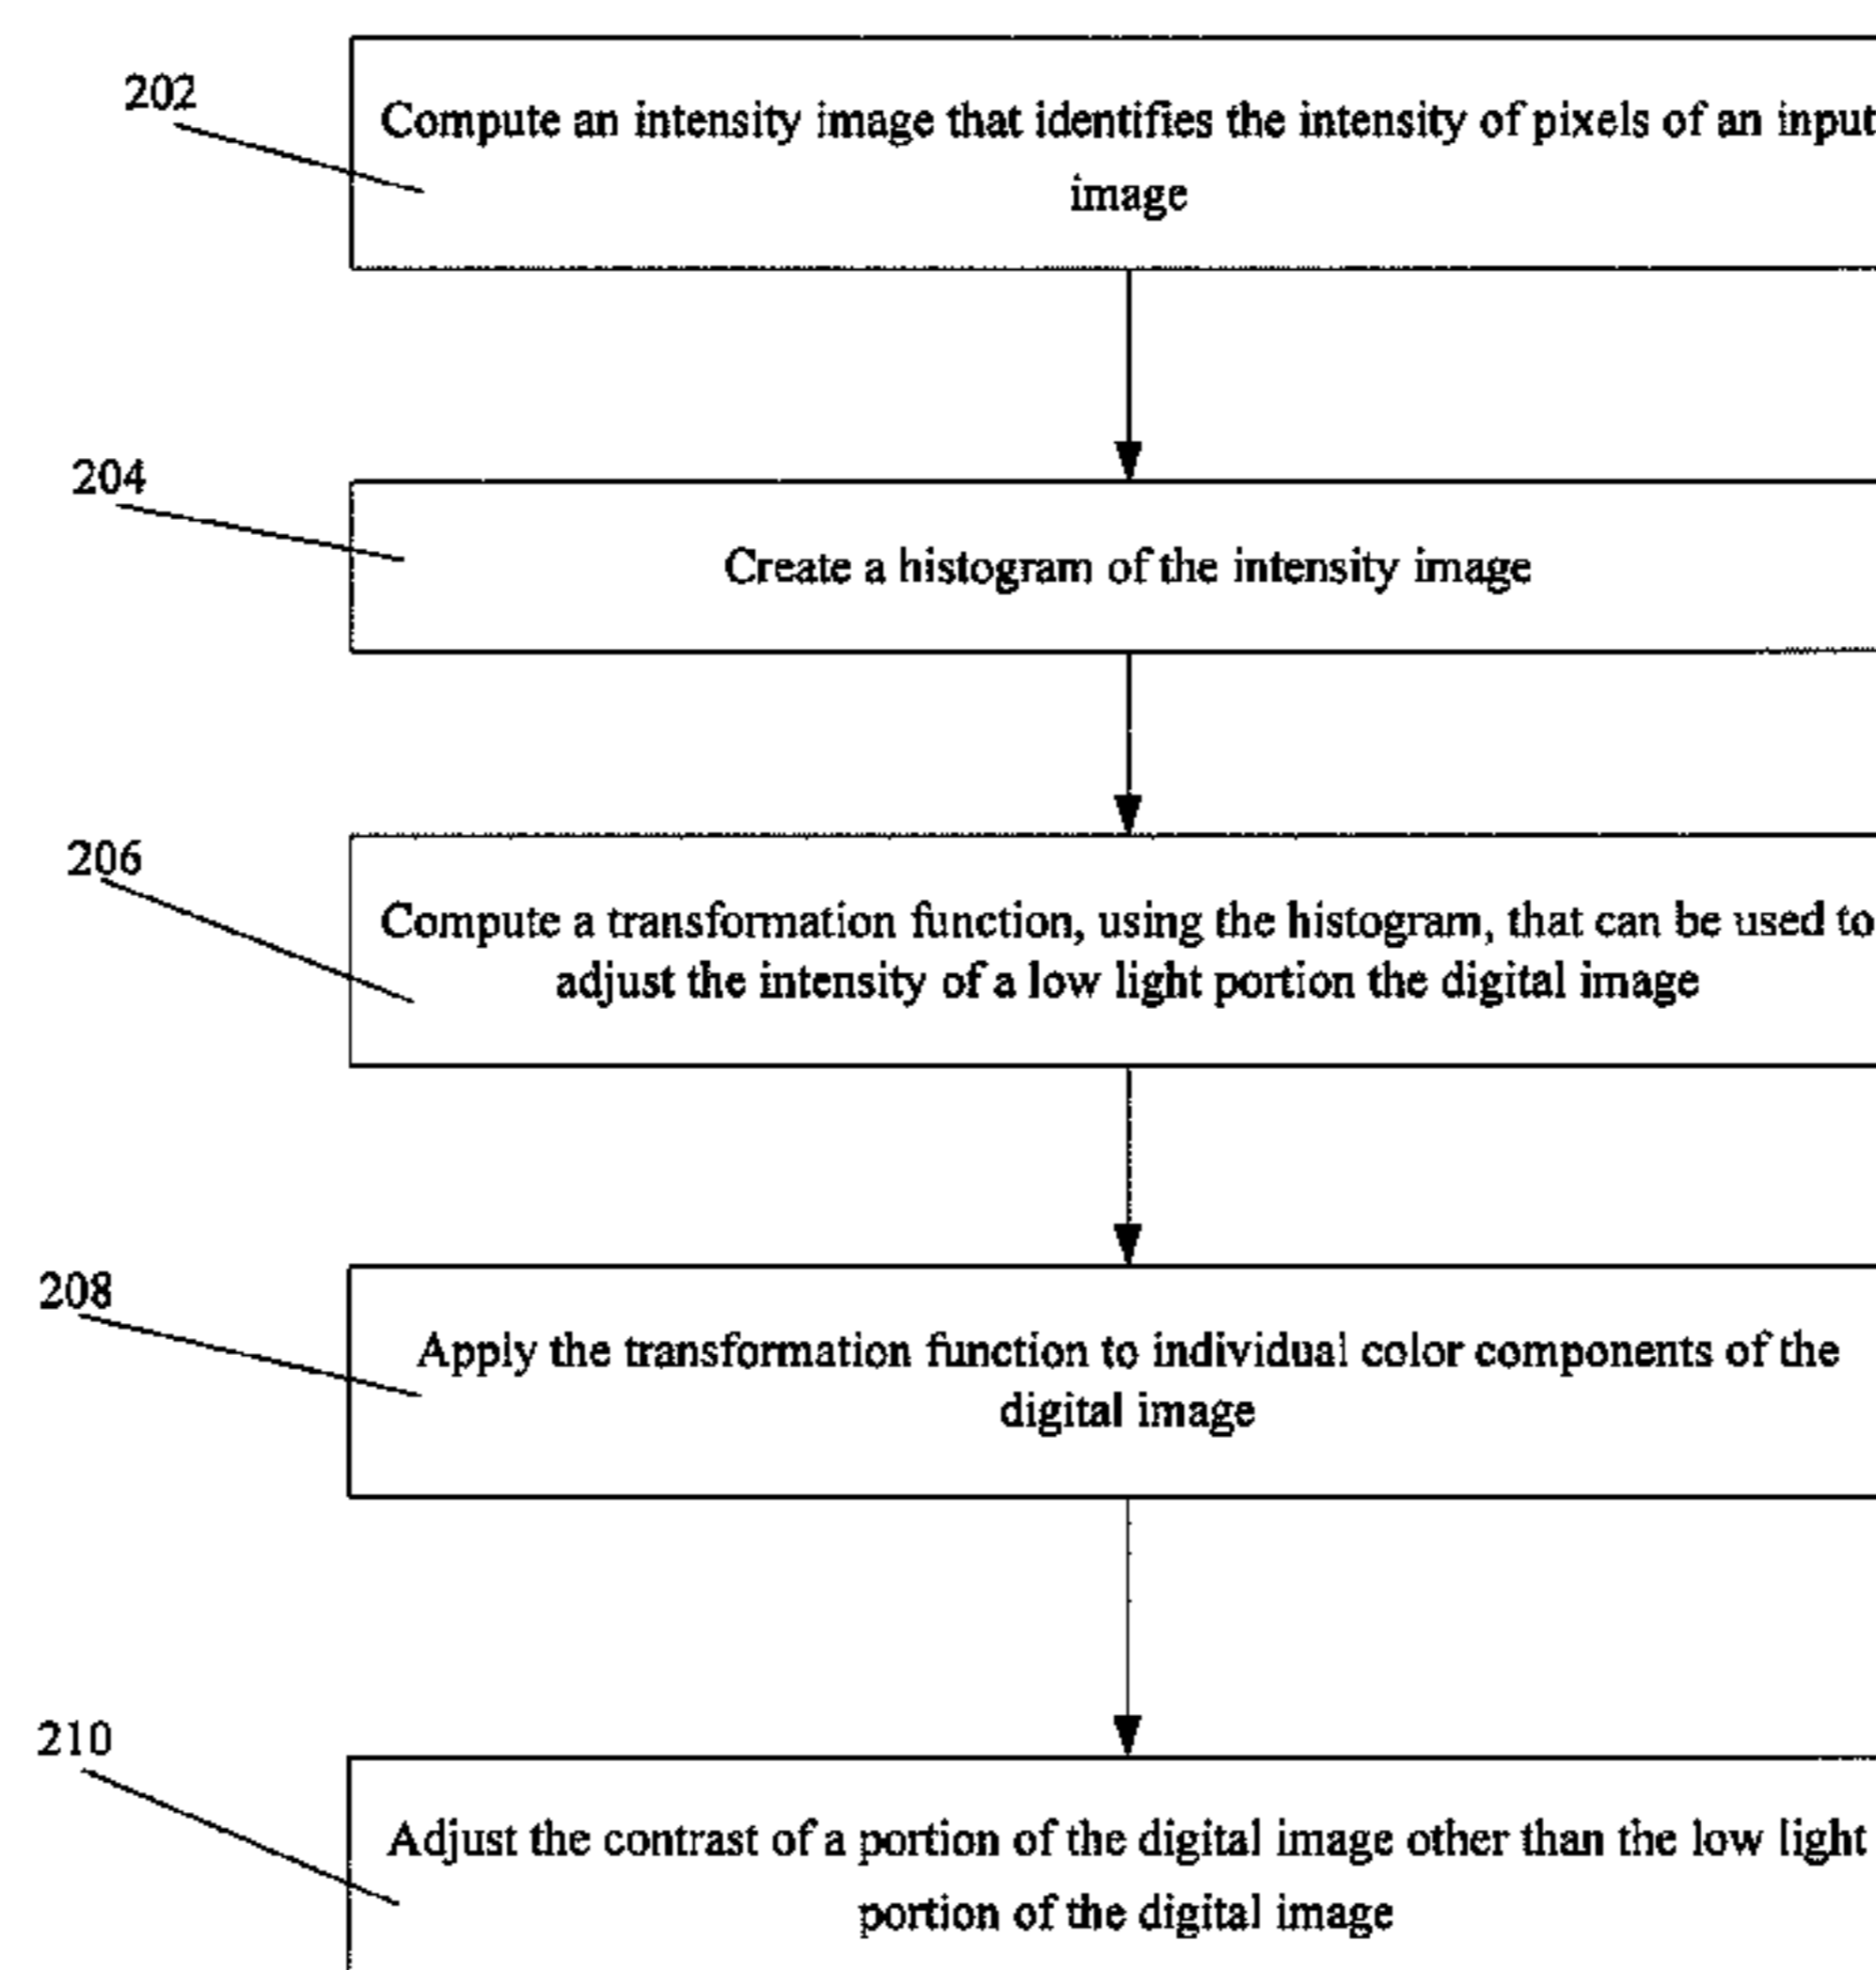 202
Compute an intensity image that identifies the intensity of pixels of an input
image
204
Create a histogram of the intensity image
206
Compute a transformation function, using the histogram, that can be used to
adjust the intensity of a low light portion the digital image
208
Apply the transformation function to individual color components of the
digital image
210
Adjust the contrast of a portion of the digital image other than the low light
portion of the digital image